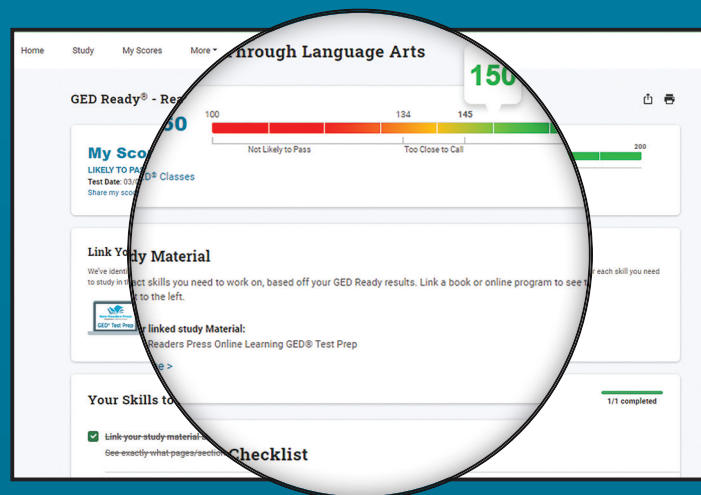 Home Study My Scores More
hrough Language Arts
150
GED Ready® - Rea
60
100 134 145
200
Not Likely to Pass Too Close to Call
My Sco
LIKELY TO PA
D® Classes
Test Date: 03/
Share my scor
Link Yo
dy Material
We've identi
act skills you need to work on, based off your GED Ready results. Link a book or online program to see t
r each skill you need
to study in t
t to the left.
New Readers Press
GED® Test Prep
r linked study Material:
Readers Press Online Learning GED® Test Prep
e >
Your Skills to
1/1 completed
Link your study material
See exactly what pages/section
Checklist